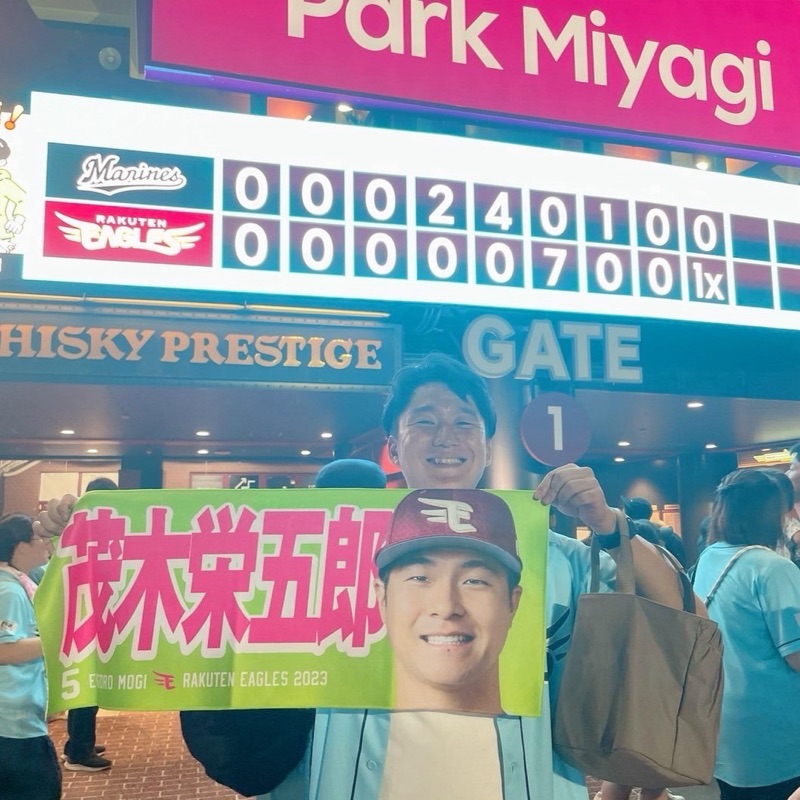 Park Miyagi
Marines 0 0 0 2 4 0 1 0 0
RAKUTEN
EAGLES 0 0 0 0 0 7 0 0 1x
HISKY PRESTIGE
GATE
1
茂木栄五郎
5 EIGORO MOGI E RAKUTEN EAGLES 2023